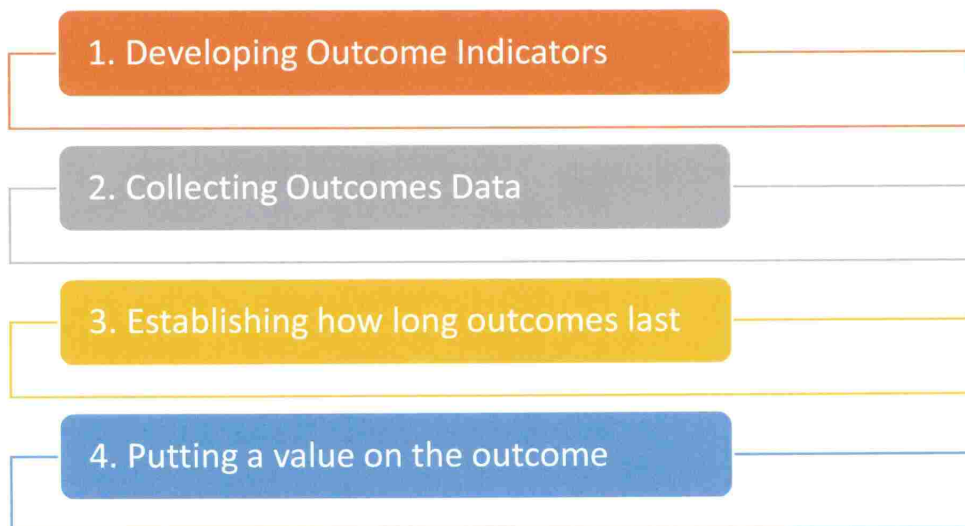 1. Developing Outcome Indicators
2. Collecting Outcomes Data
3. Establishing how long outcomes last
4. Putting a value on the outcome